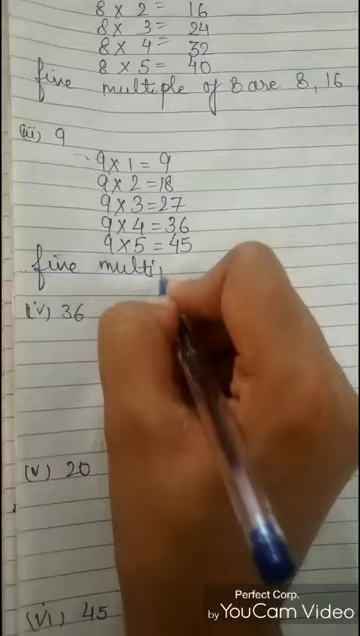 8 × 2 = 16
8 × 3 = 24
8 × 4 = 32
8 × 5 = 40
five multiple of 8 are 8, 16
(iii) 9
9 × 1 = 9
9 × 2 = 18
9 × 3 = 27
9 × 4 = 36
9 × 5 = 45
five multi
(iv) 36
(v) 20
(vi) 45
Perfect Corp.
by YouCam Video